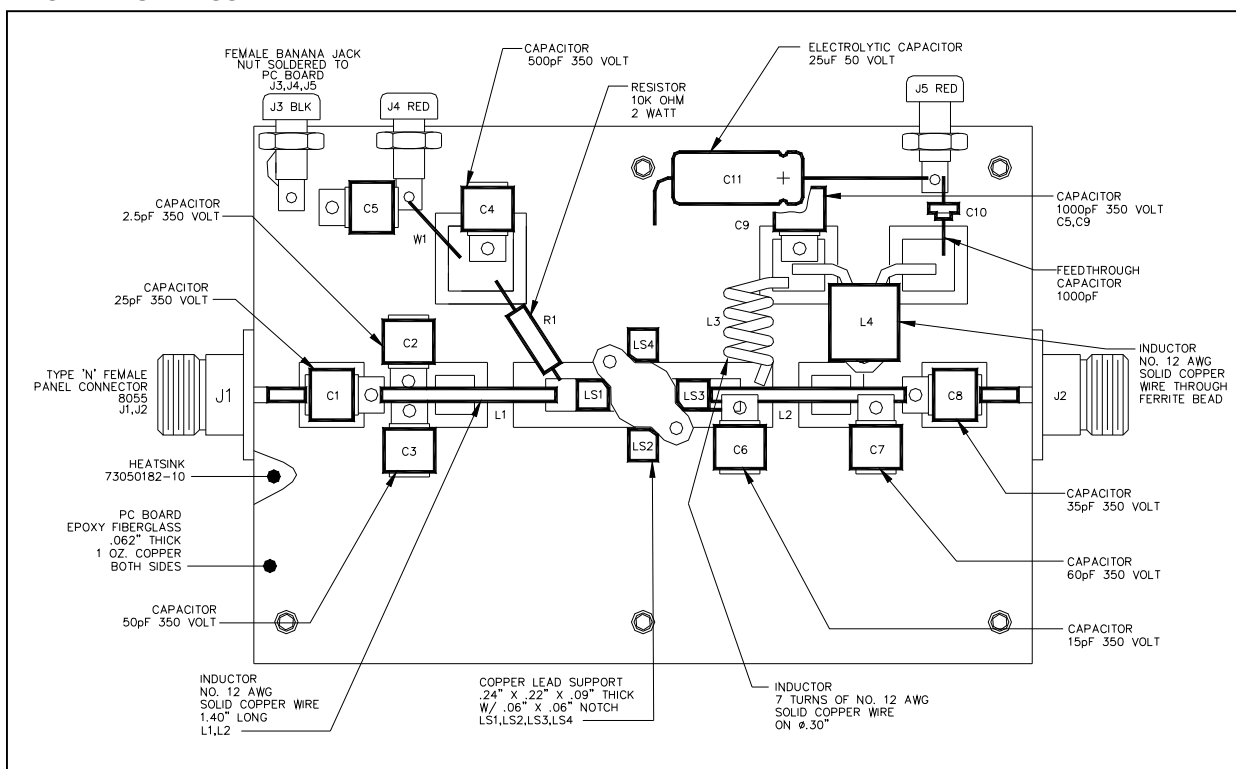 FEMALE BANANA JACK
NUT SOLDERED TO
PC BOARD
J3,J4,J5
CAPACITOR
500pF 350 VOLT
RESISTOR
10K OHM
2 WATT
ELECTROLYTIC CAPACITOR
25uF 50 VOLT
J3 BLK
J4 RED
J5 RED
CAPACITOR
2.5pF 350 VOLT
C5
C4
W1
C11
+
C9
C10
CAPACITOR
1000pF 350 VOLT
C5,C9
FEEDTHROUGH
CAPACITOR
1000pF
CAPACITOR
25pF 350 VOLT
R1
L3
L4
C2
LS4
INDUCTOR
NO. 12 AWG
SOLID COPPER
WIRE THROUGH
FERRITE BEAD
TYPE 'N' FEMALE
PANEL CONNECTOR
8055
J1,J2
J1
C1
L1
LS1
LS3
L2
C8
J2
C3
LS2
C6
C7
HEATSINK
73050182-10
CAPACITOR
35pF 350 VOLT
PC BOARD
EPOXY FIBERGLASS
.062" THICK
1 OZ. COPPER
BOTH SIDES
CAPACITOR
60pF 350 VOLT
CAPACITOR
50pF 350 VOLT
CAPACITOR
15pF 350 VOLT
INDUCTOR
NO. 12 AWG
SOLID COPPER WIRE
1.40" LONG
L1,L2
COPPER LEAD SUPPORT
.24" X .22" X .09" THICK
W/ .06" X .06" NOTCH
LS1,LS2,LS3,LS4
INDUCTOR
7 TURNS OF NO. 12 AWG
SOLID COPPER WIRE
ON ø.30"